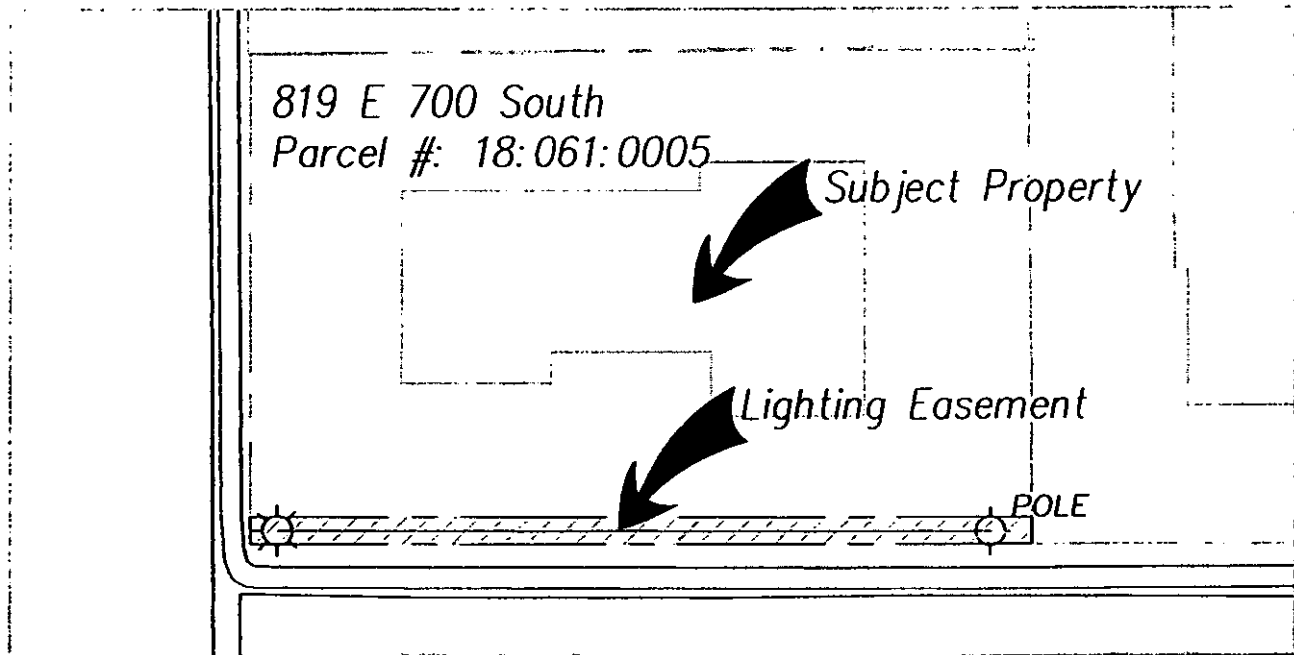 819 E 700 South
Parcel #: 18:061:0005
Subject Property
Lighting Easement
POLE